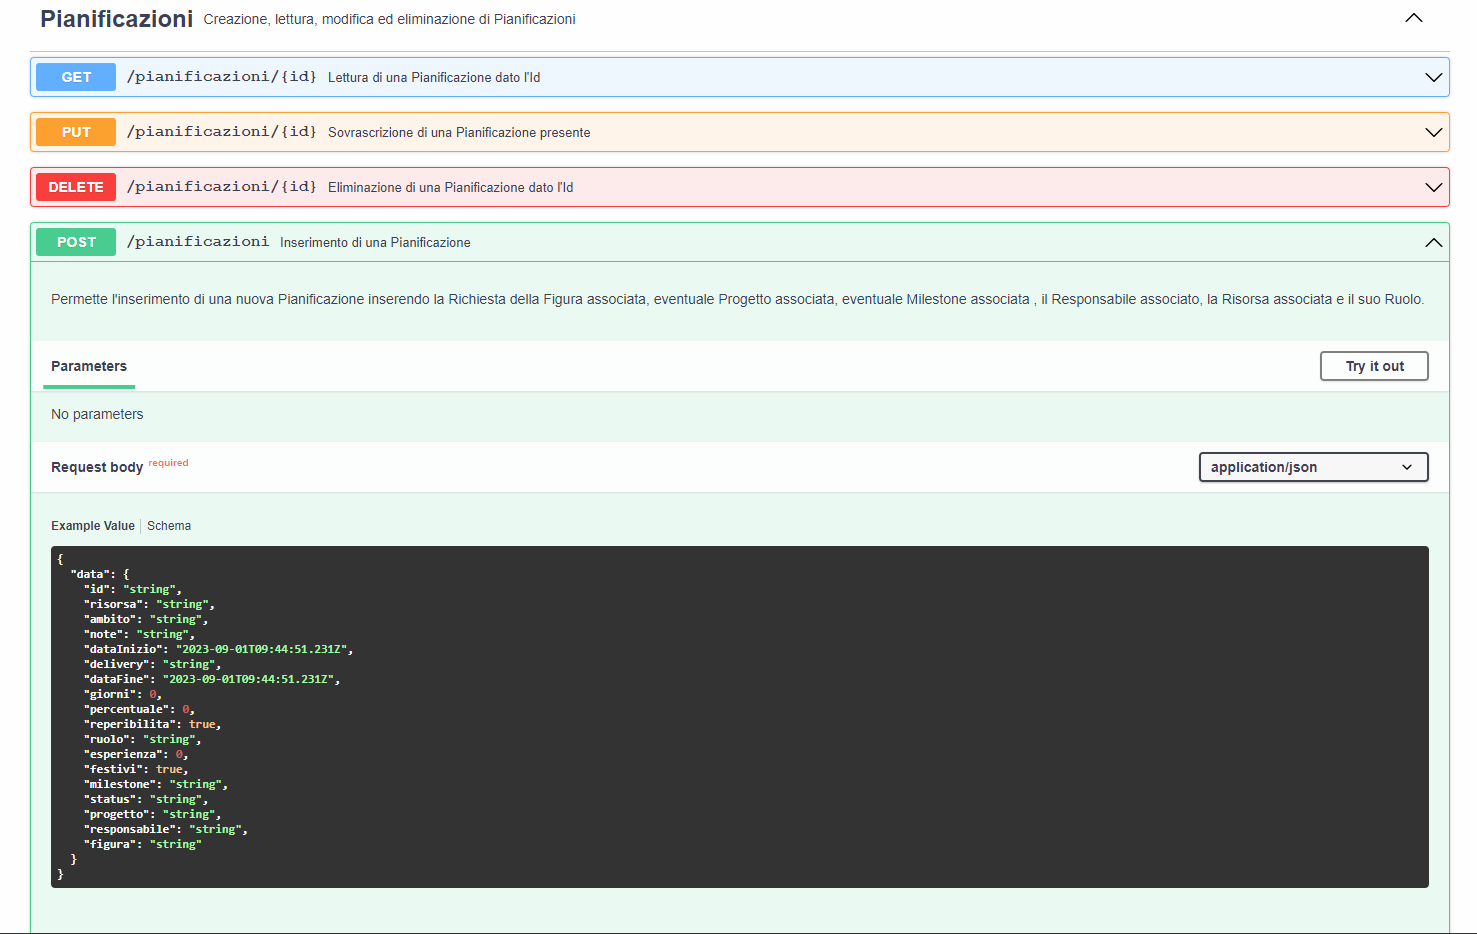 Pianificazioni Creazione, lettura, modifica ed eliminazione di Pianificazioni
GET /pianificazioni/{id} Lettura di una Pianificazione dato l'Id
PUT /pianificazioni/{id} Sovrascrizione di una Pianificazione presente
DELETE /pianificazioni/{id} Eliminazione di una Pianificazione dato l'Id
POST /pianificazioni Inserimento di una Pianificazione
Permette l'inserimento di una nuova Pianificazione inserendo la Richiesta della Figura associata, eventuale Progetto associata, eventuale Milestone associata , il Responsabile associato, la Risorsa associata e il suo Ruolo.
Parameters Try it out
No parameters
Request body required application/json
Example Value Schema
{
  "data": {
    "id": "string",
    "risorsa": "string",
    "ambito": "string",
    "note": "string",
    "dataInizio": "2023-09-01T09:44:51.231Z",
    "delivery": "string",
    "dataFine": "2023-09-01T09:44:51.231Z",
    "giorni": 0,
    "percentuale": 0,
    "reperibilita": true,
    "ruolo": "string",
    "esperienza": 0,
    "festivi": true,
    "milestone": "string",
    "status": "string",
    "progetto": "string",
    "responsabile": "string",
    "figura": "string"
  }
}